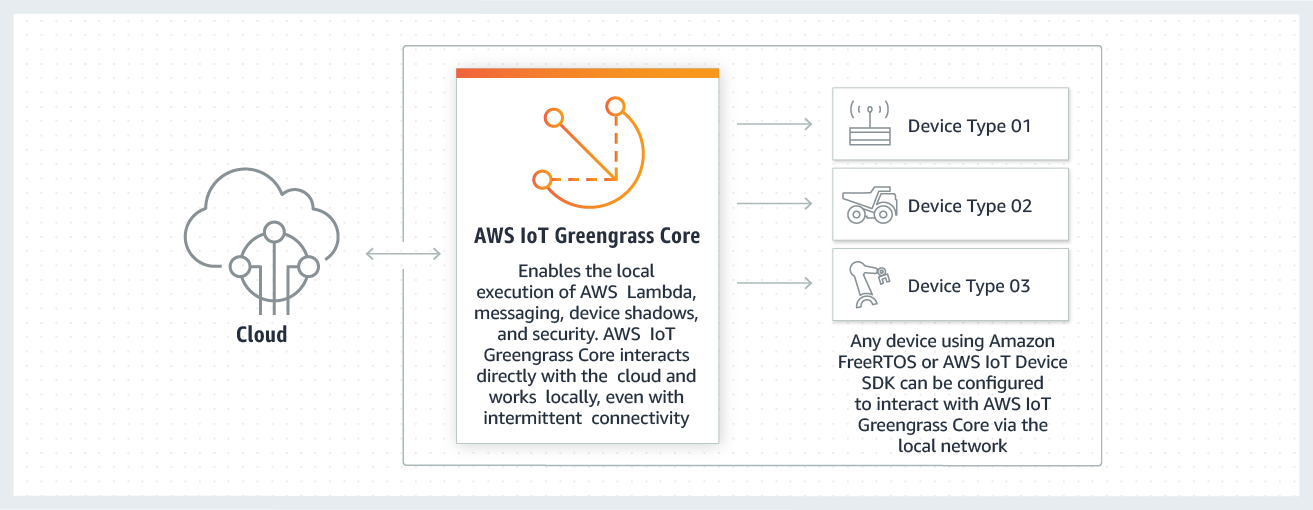 Cloud
AWS IoT Greengrass Core
Enables the local
execution of AWS Lambda,
messaging, device shadows,
and security. AWS IoT
Greengrass Core interacts
directly with the cloud and
works locally, even with
intermittent connectivity
Device Type 01
Device Type 02
Device Type 03
Any device using Amazon
FreeRTOS or AWS IoT Device
SDK can be configured
to interact with AWS IoT
Greengrass Core via the
local network